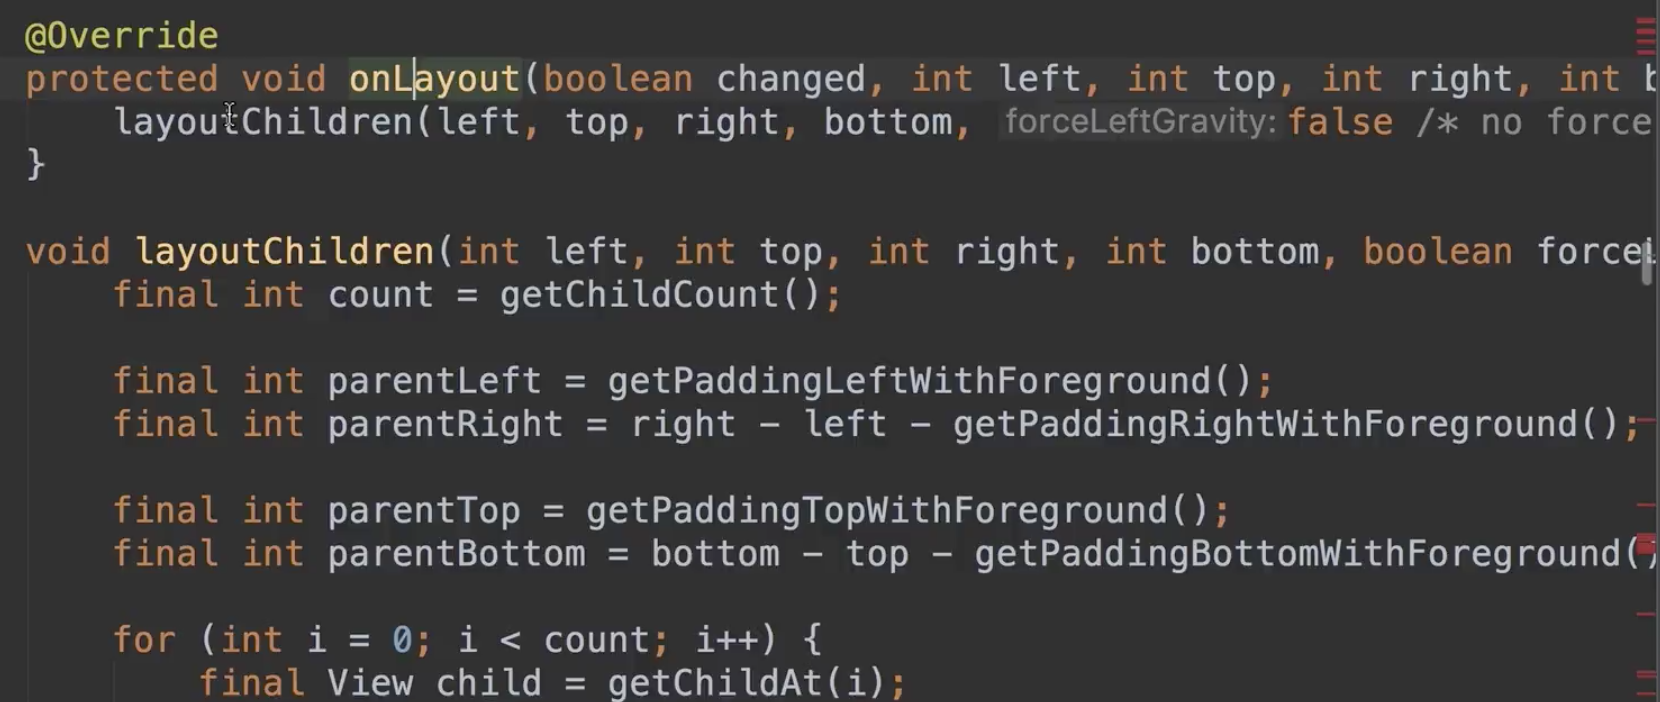 @Override
protected void onLayout(boolean changed, int left, int top, int right, int b
layoutChildren(left, top, right, bottom, forceLeftGravity: false /* no force
}
void layoutChildren(int left, int top, int right, int bottom, boolean force
final int count = getChildCount();
final int parentLeft = getPaddingLeftWithForeground();
final int parentRight = right - left - getPaddingRightWithForeground();
final int parentTop = getPaddingTopWithForeground();
final int parentBottom = bottom - top - getPaddingBottomWithForeground()
for (int i = 0; i < count; i++) {
final View child = getChildAt(i);